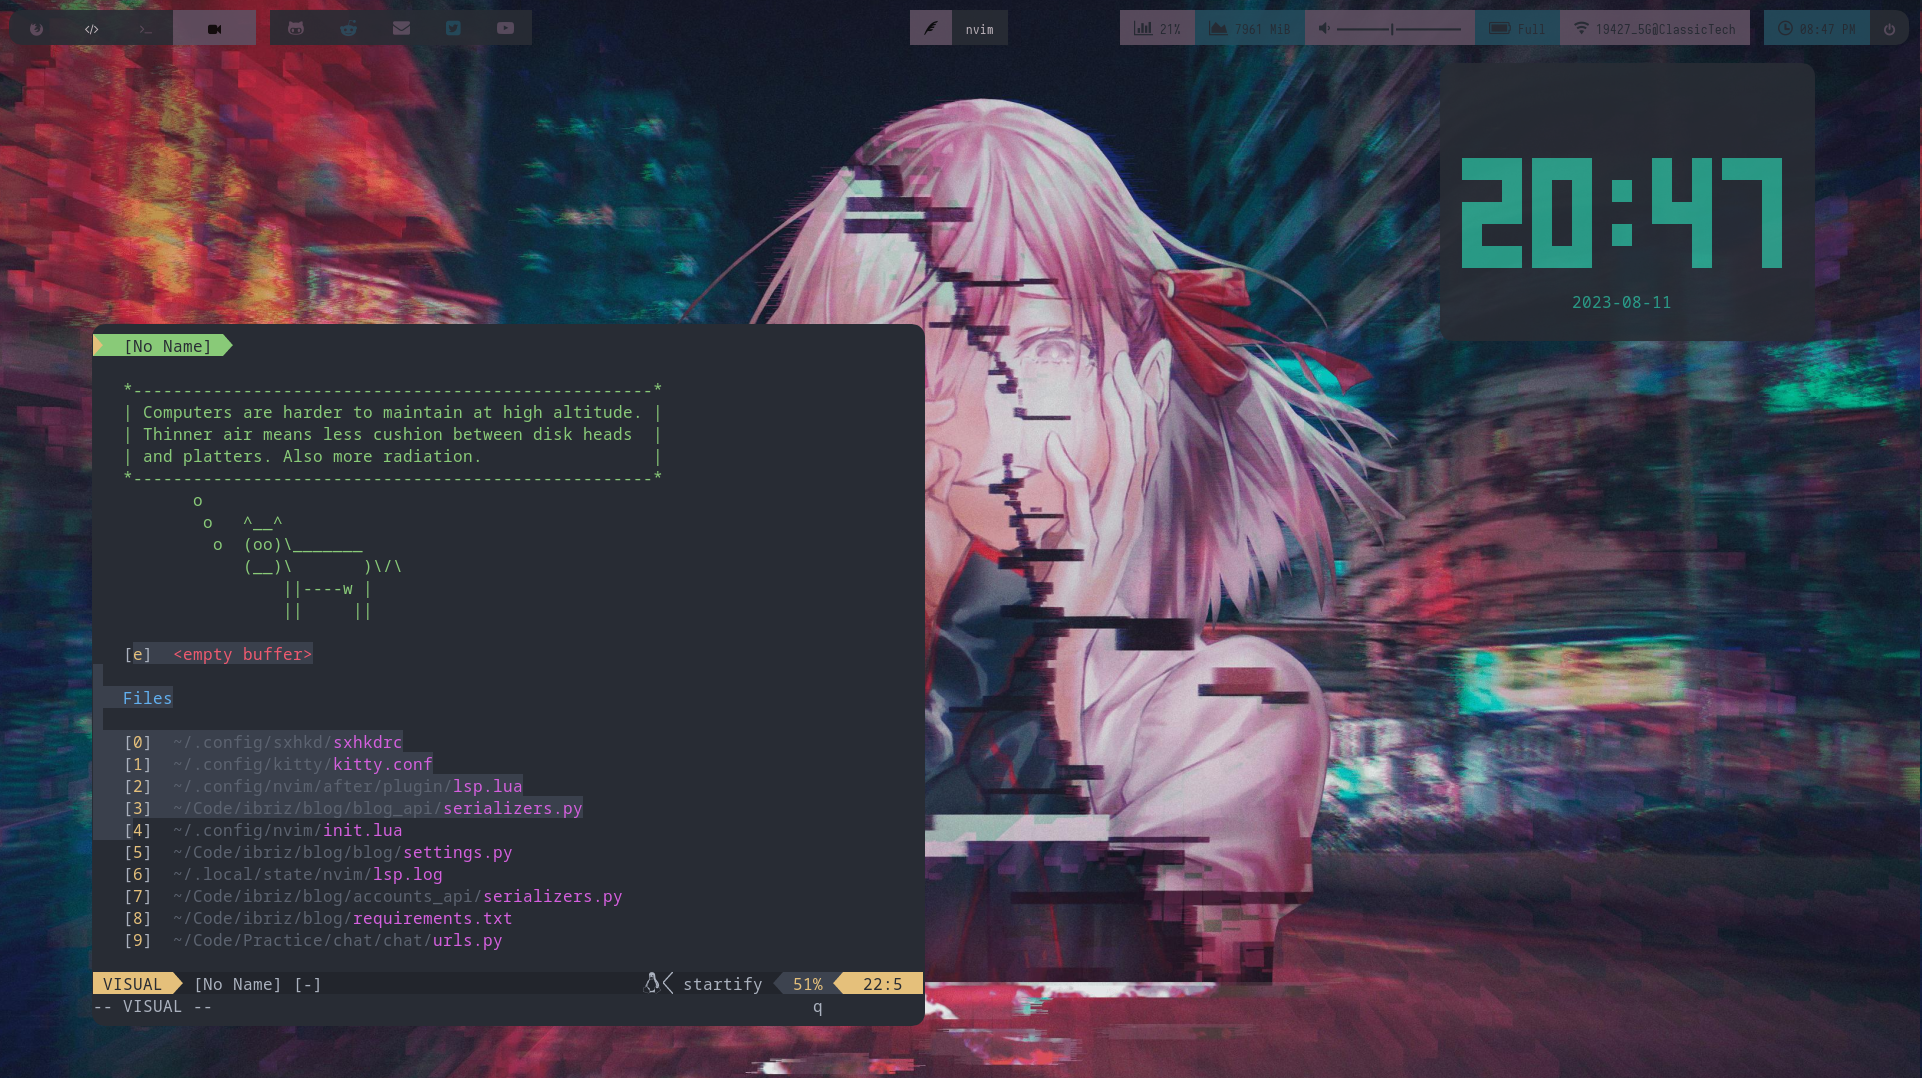 </> >_ nvim 21% 7961 MiB Full 19427_5G@ClassicTech 08:47 PM
20:47
2023-08-11
[No Name]
*----------------------------------------------------*
| Computers are harder to maintain at high altitude. |
| Thinner air means less cushion between disk heads  |
| and platters. Also more radiation.                 |
*----------------------------------------------------*
       o
        o   ^__^
         o  (oo)\_______
            (__)\       )\/\
                ||----w |
                ||     ||
[e]  <empty buffer>
Files
[0]  ~/.config/sxhkd/sxhkdrc
[1]  ~/.config/kitty/kitty.conf
[2]  ~/.config/nvim/after/plugin/lsp.lua
[3]  ~/Code/ibriz/blog/blog_api/serializers.py
[4]  ~/.config/nvim/init.lua
[5]  ~/Code/ibriz/blog/blog/settings.py
[6]  ~/.local/state/nvim/lsp.log
[7]  ~/Code/ibriz/blog/accounts_api/serializers.py
[8]  ~/Code/ibriz/blog/requirements.txt
[9]  ~/Code/Practice/chat/chat/urls.py
VISUAL [No Name] [-] startify 51% 22:5
-- VISUAL -- q